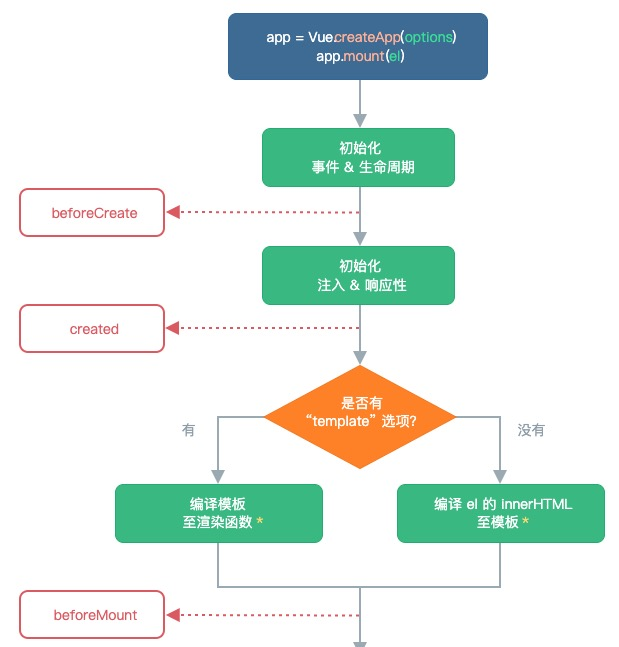 app = Vue.createApp(options)
app.mount(el)
初始化
事件 & 生命周期
beforeCreate
初始化
注入 & 响应性
created
是否有
“template” 选项?
有
没有
编译模板
至渲染函数 *
编译 el 的 innerHTML
至模板 *
beforeMount